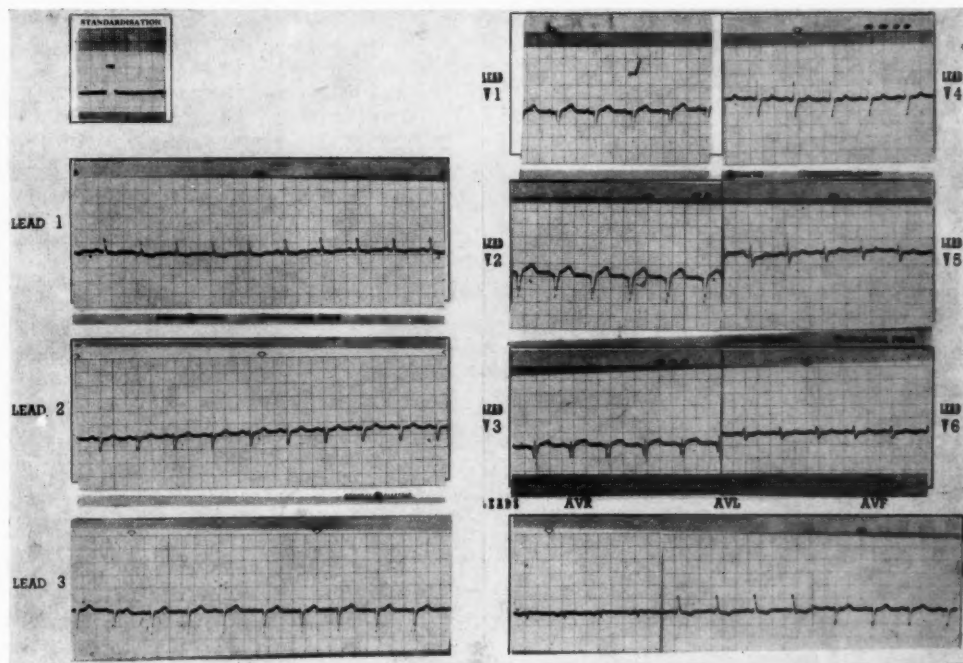 STANDARDISATION
LEAD 1
LEAD 2
LEAD 3
LEAD V1
LEAD V4
LEAD V2
LEAD V5
LEAD V3
LEAD V6
LEADS AVR AVL AVF